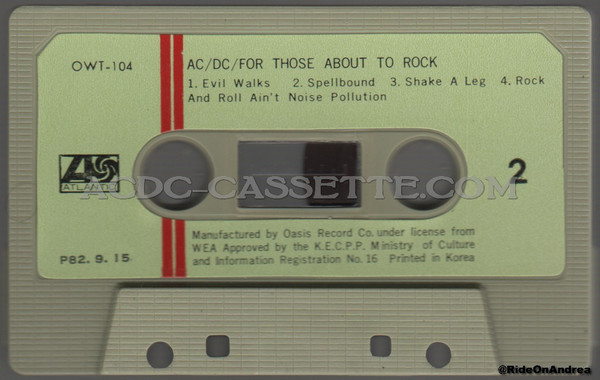 OWT-104
AC/DC/FOR THOSE ABOUT TO ROCK
1. Evil Walks 2. Spellbound 3. Shake A Leg 4. Rock
And Roll Ain't Noise Pollution
ATLANTIC
ACDC-CASSETTE.COM
2
Manufactured by Oasis Record Co. under license from
WEA Approved by the K.E.C.P.P. Ministry of Culture
and Information Registration No. 16 Printed in Korea
P82. 9. 15
@RideOnAndrea